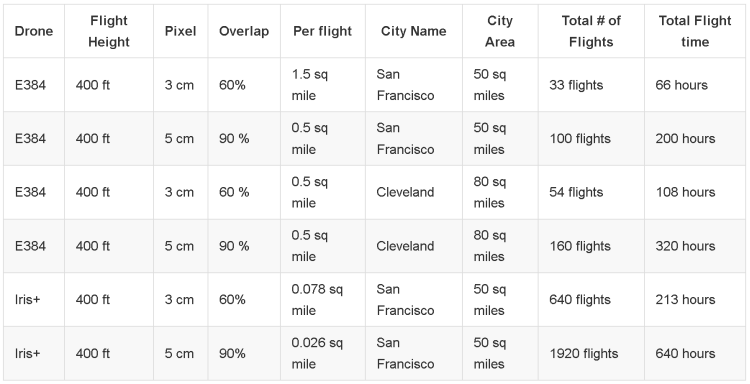 Drone Flight Height Pixel Overlap Per flight City Name City Area Total # of Flights Total Flight time
E384 400 ft 3 cm 60% 1.5 sq mile San Francisco 50 sq miles 33 flights 66 hours
E384 400 ft 5 cm 90 % 0.5 sq mile San Francisco 50 sq miles 100 flights 200 hours
E384 400 ft 3 cm 60 % 0.5 sq mile Cleveland 80 sq miles 54 flights 108 hours
E384 400 ft 5 cm 90 % 0.5 sq mile Cleveland 80 sq miles 160 flights 320 hours
Iris+ 400 ft 3 cm 60% 0.078 sq mile San Francisco 50 sq miles 640 flights 213 hours
Iris+ 400 ft 5 cm 90% 0.026 sq mile San Francisco 50 sq miles 1920 flights 640 hours